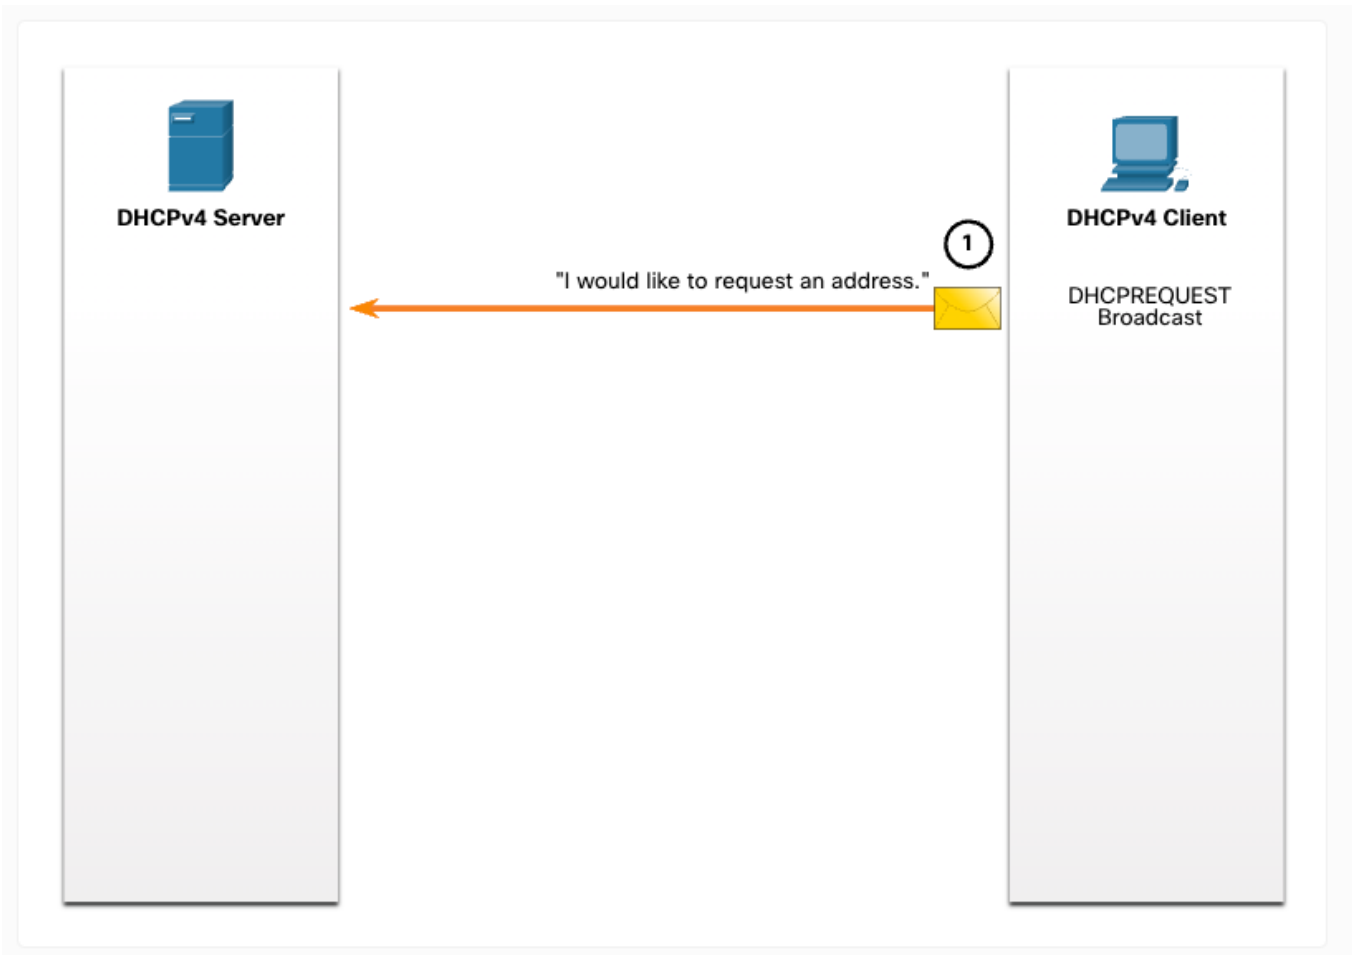 DHCPv4 Server
DHCPv4 Client
1
"I would like to request an address."
DHCPREQUEST
Broadcast